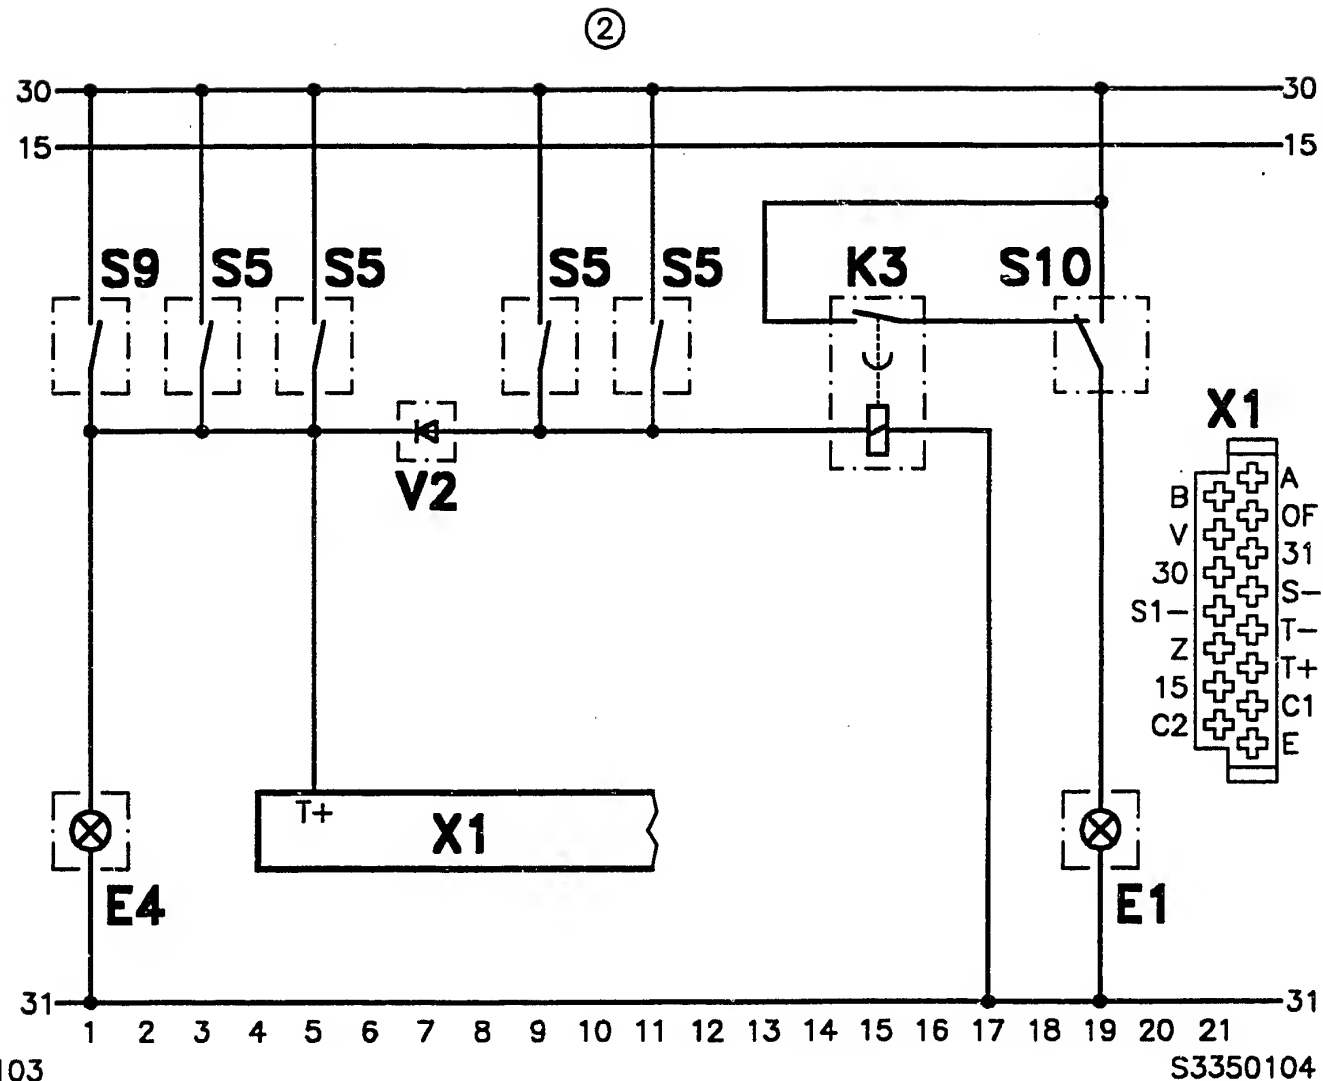 2
30 30
15 15
S9 S5 S5 S5 S5 K3 S10
X1
V2
A
B
OF
V
31
30
S-
S1-
T-
Z
T+
15
C1
C2
E
T+
X1
E4 E1
31 31
1 2 3 4 5 6 7 8 9 10 11 12 13 14 15 16 17 18 19 20 21
103 S3350104